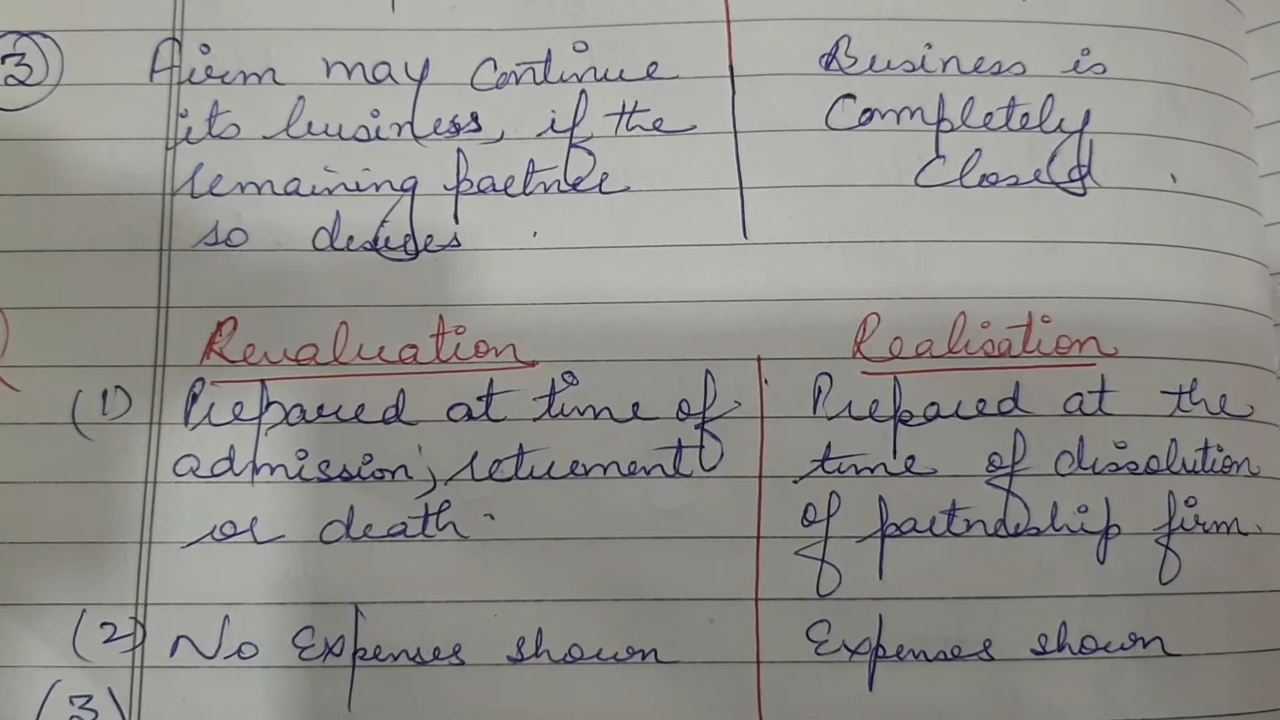 3 Firm may continue
its business, if the
remaining partner
so decides.
Business is
Completely
Closed.
Revaluation
(1) Prepared at time of
admission, retirement
or death.
(2) No Expenses shown
(3)
Realisation
Prepared at the
time of dissolution
of partnership firm.
Expenses shown